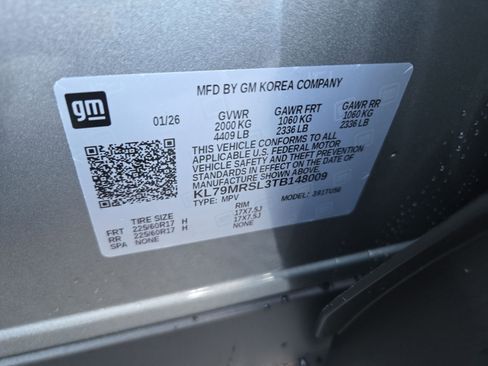 gm
MFD BY GM KOREA COMPANY
01/26 GVWR GAWR FRT GAWR RR
2000 KG 1060 KG 1060 KG
4409 LB 2336 LB 2336 LB
THIS VEHICLE CONFORMS TO ALL
APPLICABLE U.S. FEDERAL MOTOR
VEHICLE SAFETY AND THEFT PREVENTION
STANDARDS IN EFFECT ON THE DATE OF
MANUFACTURE SHOWN ABOVE.
KL79MRSL3TB148009
TYPE: MPV MODEL:
TIRE SIZE RIM
FRT 225/60R17 H 17X7.5J
RR 225/60R17 H 17X7.5J
SPA NONE NONE